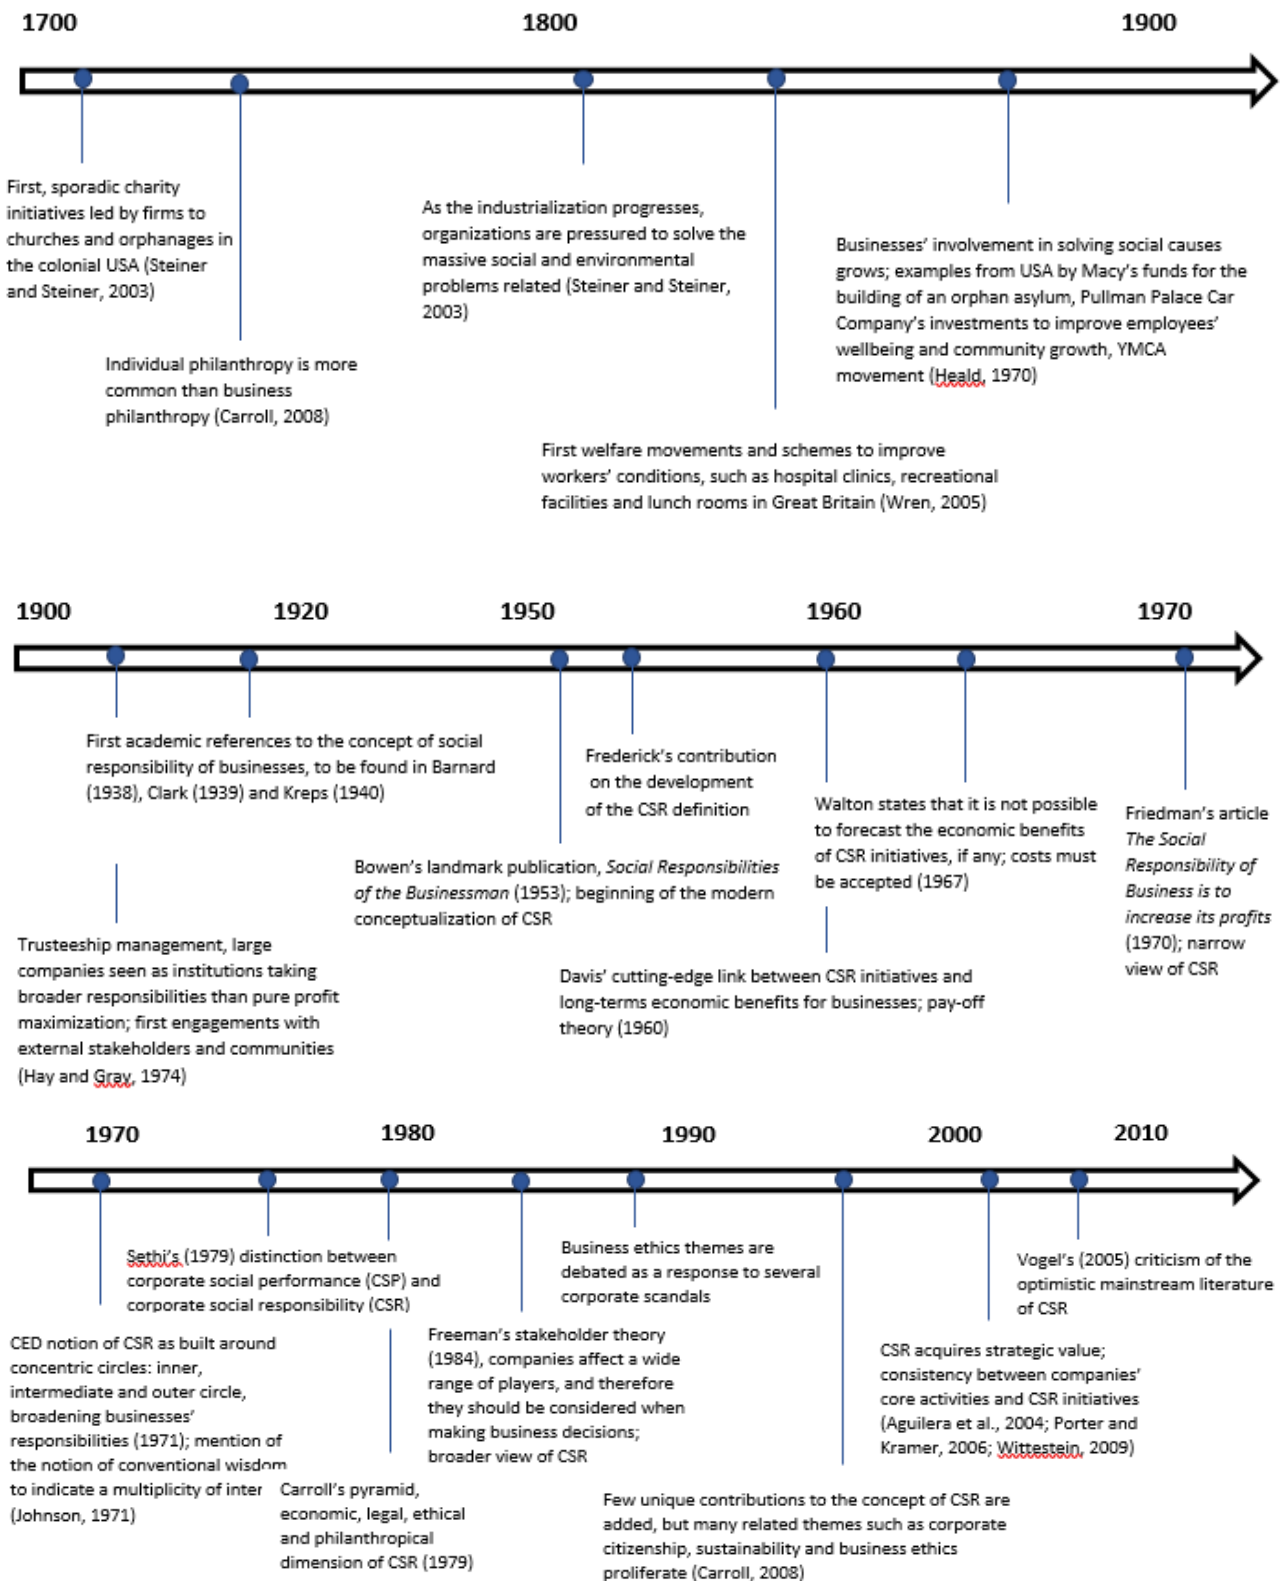 1700
1800
1900
First, sporadic charity
initiatives led by firms to
churches and orphanages in
the colonial USA (Steiner
and Steiner, 2003)
Individual philanthropy is more
common than business
philanthropy (Carroll, 2008)
As the industrialization progresses,
organizations are pressured to solve the
massive social and environmental
problems related (Steiner and Steiner,
2003)
First welfare movements and schemes to improve
workers’ conditions, such as hospital clinics, recreational
facilities and lunch rooms in Great Britain (Wren, 2005)
Businesses’ involvement in solving social causes
grows; examples from USA by Macy’s funds for the
building of an orphan asylum, Pullman Palace Car
Company’s investments to improve employees’
wellbeing and community growth, YMCA
movement (Heald, 1970)
1900
1920
1950
1960
1970
First academic references to the concept of social
responsibility of businesses, to be found in Barnard
(1938), Clark (1939) and Kreps (1940)
Trusteeship management, large
companies seen as institutions taking
broader responsibilities than pure profit
maximization; first engagements with
external stakeholders and communities
(Hay and Gray, 1974)
Bowen’s landmark publication, Social Responsibilities
of the Businessman (1953); beginning of the modern
conceptualization of CSR
Frederick’s contribution
on the development
of the CSR definition
Walton states that it is not possible
to forecast the economic benefits
of CSR initiatives, if any; costs must
be accepted (1967)
Davis’ cutting-edge link between CSR initiatives and
long-terms economic benefits for businesses; pay-off
theory (1960)
Friedman’s article
The Social
Responsibility of
Business is to
increase its profits
(1970); narrow
view of CSR
1970
1980
1990
2000
2010
Sethi’s (1979) distinction between
corporate social performance (CSP) and
corporate social responsibility (CSR)
CED notion of CSR as built around
concentric circles: inner,
intermediate and outer circle,
broadening businesses’
responsibilities (1971); mention of
the notion of conventional wisdom
to indicate a multiplicity of inter
(Johnson, 1971)
Carroll’s pyramid,
economic, legal, ethical
and philanthropical
dimension of CSR (1979)
Freeman’s stakeholder theory
(1984), companies affect a wide
range of players, and therefore
they should be considered when
making business decisions;
broader view of CSR
Business ethics themes are
debated as a response to several
corporate scandals
Few unique contributions to the concept of CSR are
added, but many related themes such as corporate
citizenship, sustainability and business ethics
proliferate (Carroll, 2008)
CSR acquires strategic value;
consistency between companies’
core activities and CSR initiatives
(Aguilera et al., 2004; Porter and
Kramer, 2006; Wittestein, 2009)
Vogel’s (2005) criticism of the
optimistic mainstream literature
of CSR